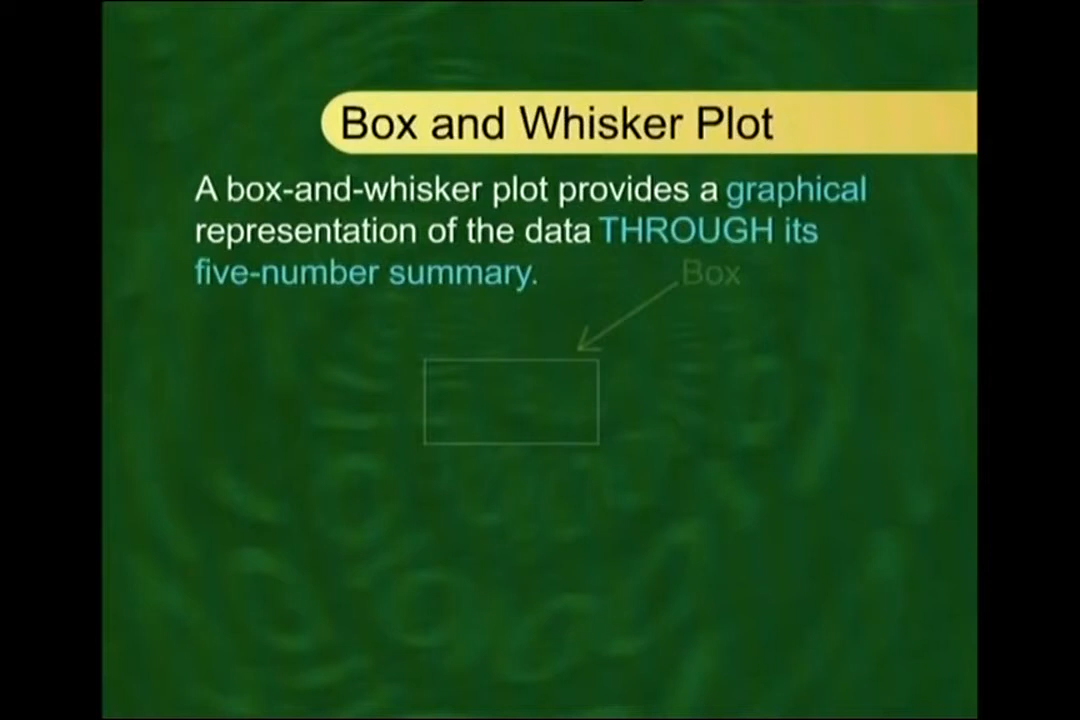 Box and Whisker Plot
A box-and-whisker plot provides a graphical
representation of the data THROUGH its
five-number summary.
Box